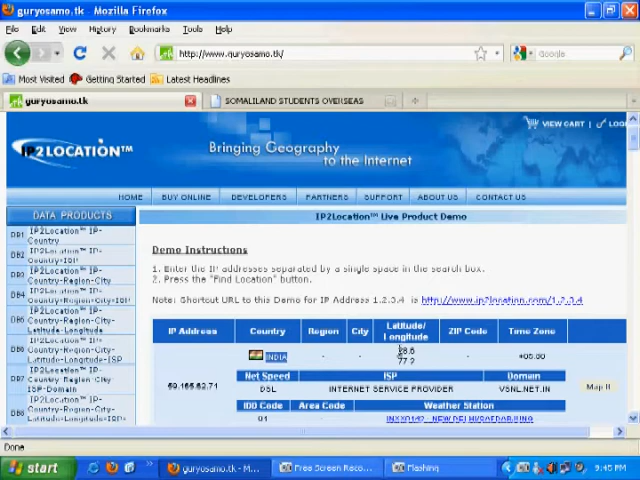 guryosamo.tk - Mozilla Firefox
File Edit View History Bookmarks Tools Help
http://www.guryosamo.tk/
Google
Most Visited Getting Started Latest Headlines
guryosamo.tk SOMALILAND STUDENTS OVERSEAS
VIEW CART |
IP2LOCATION™ Bringing Geography
to the Internet
HOME BUY ONLINE DEVELOPERS PARTNERS SUPPORT ABOUT US CONTACT US
DATA PRODUCTS
IP2Location™ Live Product Demo
DB1 IP2Location™ IP-
Country
DB2 IP2Location™ IP-
Country-ISP
DB3 IP2Location™ IP-
Country-Region-City
DB4 IP2Location™ IP-
Country-Region-City-ISP
DB5 IP2Location™ IP-
Country-Region-City-
Latitude-Longitude
DB6 IP2Location™ IP-
Country-Region-City-
Latitude-Longitude-ISP
DB7 IP2Location™ IP-
Country-Region-City-
ISP-Domain
DB8 IP2Location™ IP-
Country-Region-City-
Latitude-Longitude-
Demo Instructions
1. Enter the IP addresses separated by a single space in the search box.
2. Press the "Find Location" button.
Note: Shortcut URL to this Demo for IP Address 1.2.3.4 is http://www.ip2location.com/1.2.3.4
IP Address Country Region City Latitude/
Longitude ZIP Code Time Zone
INDIA - - 28.6
77.2 - +05:30
59.165.52.71
Net Speed ISP Domain
DSL INTERNET SERVICE PROVIDER VSNL.NET.IN
Map It
IDD Code Area Code Weather Station
91 -
Done
start guryosamo.tk - M... Free Screen Reco... Flashing 9:45 PM